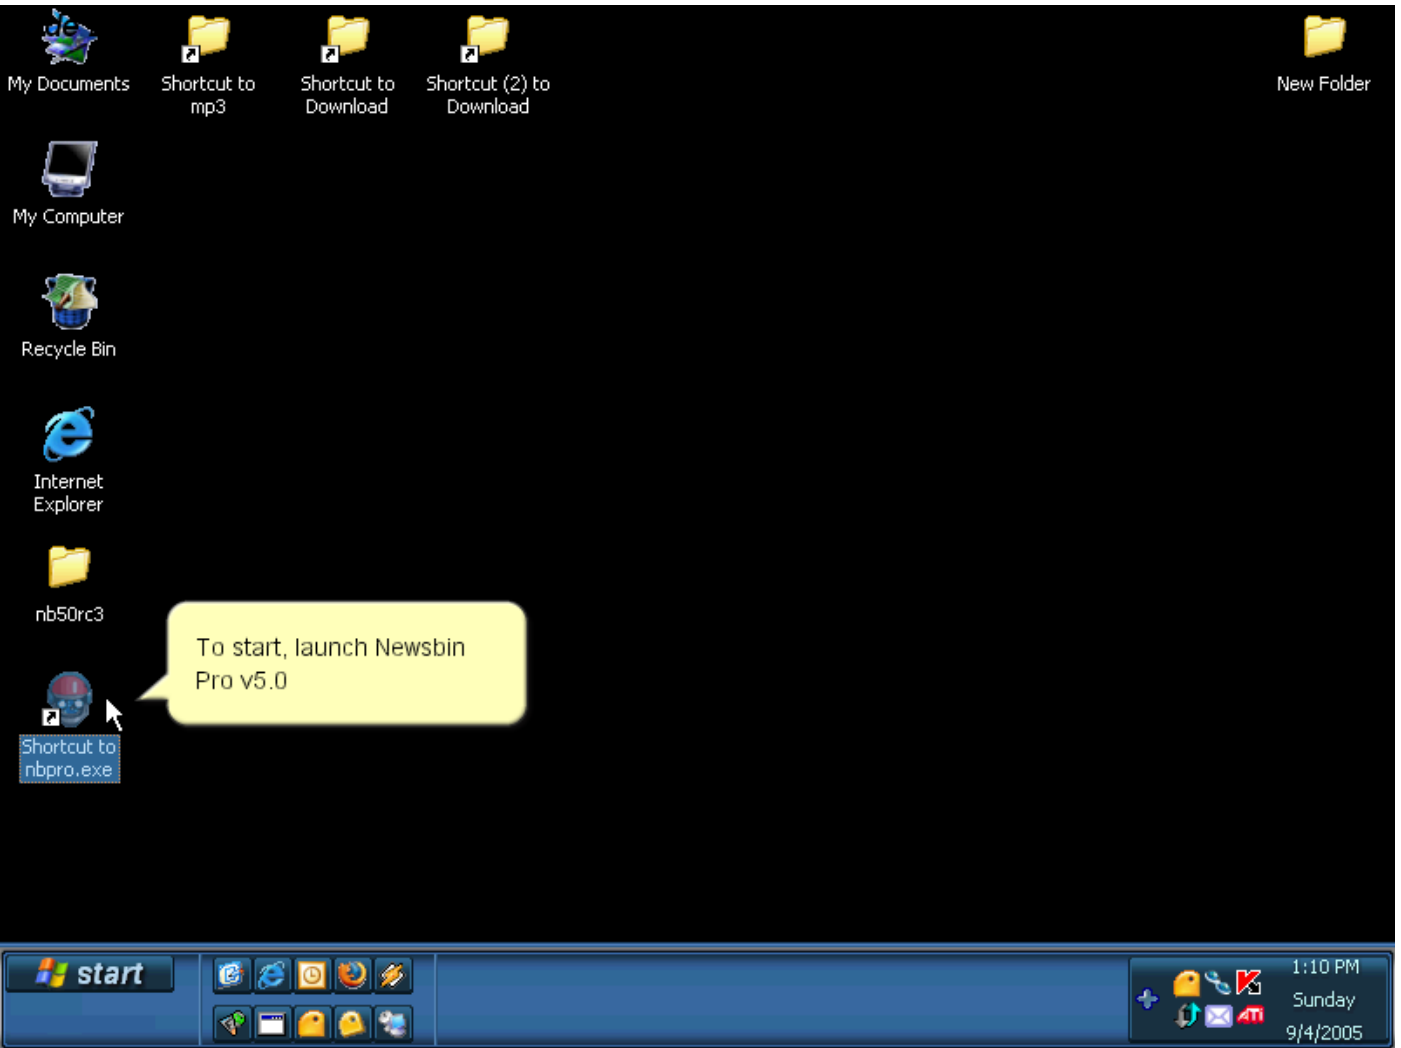 My Documents
Shortcut to
mp3
Shortcut to
Download
Shortcut (2) to
Download
New Folder
My Computer
Recycle Bin
Internet
Explorer
nb50rc3
To start, launch Newsbin
Pro v5.0
Shortcut to
nbpro.exe
start
1:10 PM
Sunday
9/4/2005
ATi